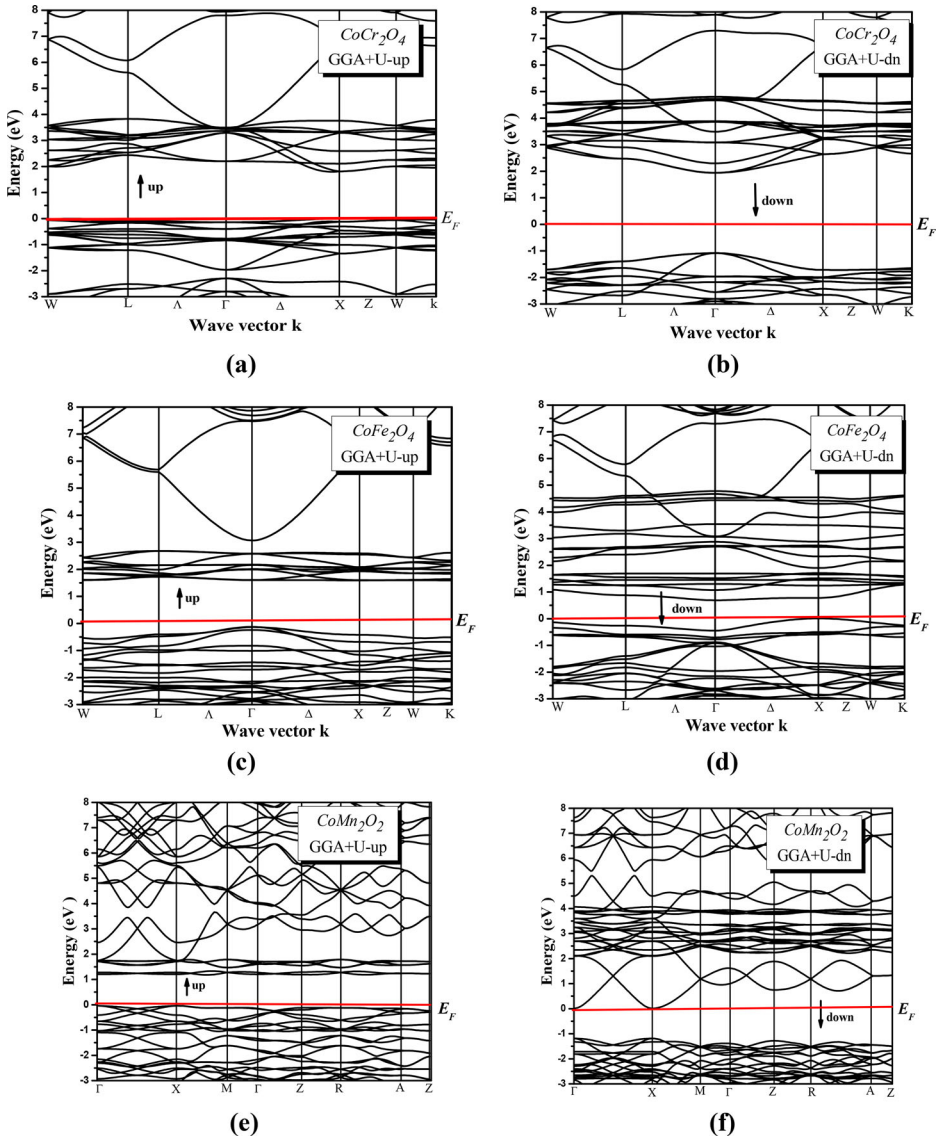 CoCr2O4
GGA+U-up
Energy (eV)
8
7
6
5
4
3
2
1
0
-1
-2
-3
up
EF
W L Λ Γ Δ X Z W k
Wave vector k
(a)
CoCr2O4
GGA+U-dn
Energy (eV)
8
7
6
5
4
3
2
1
0
-1
-2
-3
down
EF
W L Λ Γ Δ X Z W K
Wave vector k
(b)
CoFe2O4
GGA+U-up
Energy (eV)
8
7
6
5
4
3
2
1
0
-1
-2
-3
up
EF
W L Λ Γ Δ X Z W K
Wave vector k
(c)
CoFe2O4
GGA+U-dn
Energy (eV)
8
7
6
5
4
3
2
1
0
-1
-2
-3
down
EF
W L Λ Γ Δ X Z W K
Wave vector k
(d)
CoMn2O2
GGA+U-up
Energy (eV )
8
7
6
5
4
3
2
1
0
-1
-2
-3
up
EF
Γ X M Γ Z R A Z
(e)
CoMn2O2
GGA+U-dn
Energy (eV )
8
7
6
5
4
3
2
1
0
-1
-2
-3
down
EF
Γ X M Γ Z R A Z
(f)